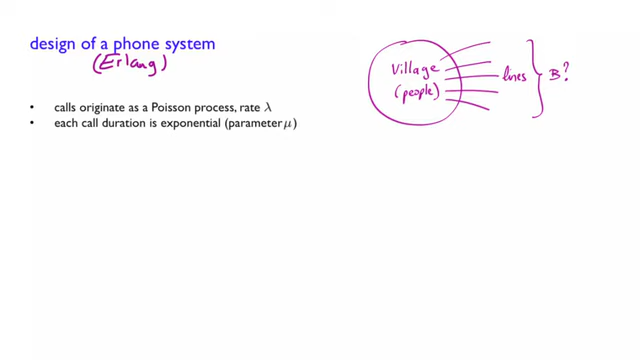 design of a phone system
(Erlang)
• calls originate as a Poisson process, rate λ
• each call duration is exponential (parameter μ)
Village
(people)
lines
B?